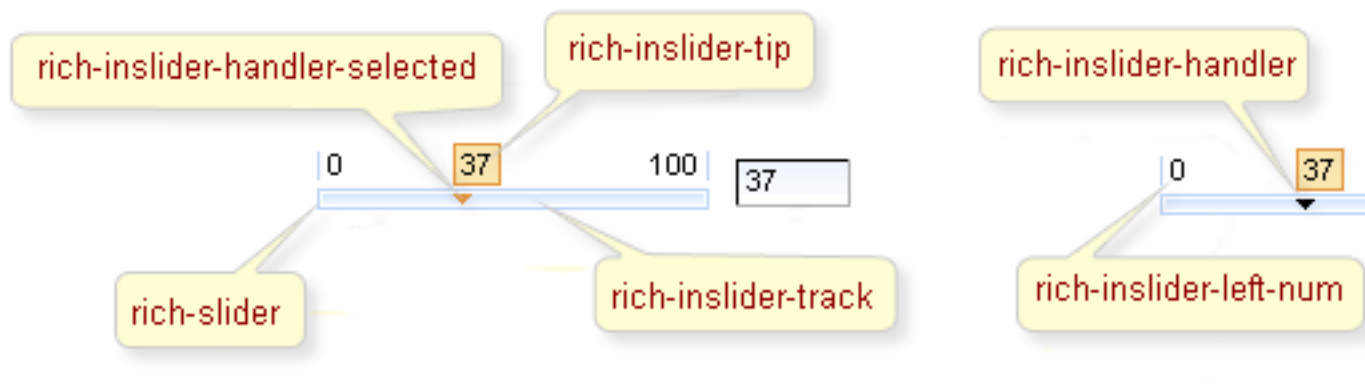 rich-inslider-handler-selected
rich-inslider-tip
0 37 100
37
rich-slider
rich-inslider-track
rich-inslider-handler
0 37
rich-inslider-left-num